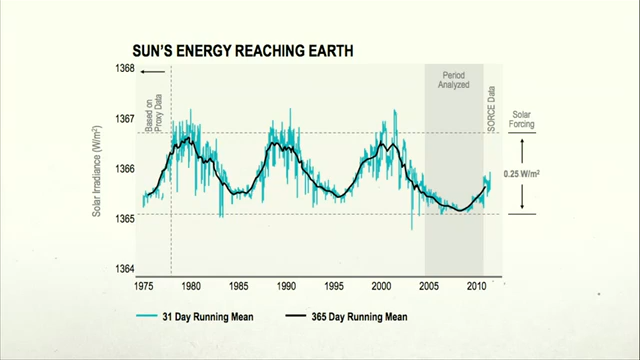 SUN'S ENERGY REACHING EARTH
1368
1367
1366
1365
1364
Solar Irradiance (W/m²)
Based on
Proxy Data
Period
Analyzed
SORCE Data
Solar
Forcing
0.25 W/m²
1975 1980 1985 1990 1995 2000 2005 2010
31 Day Running Mean
365 Day Running Mean